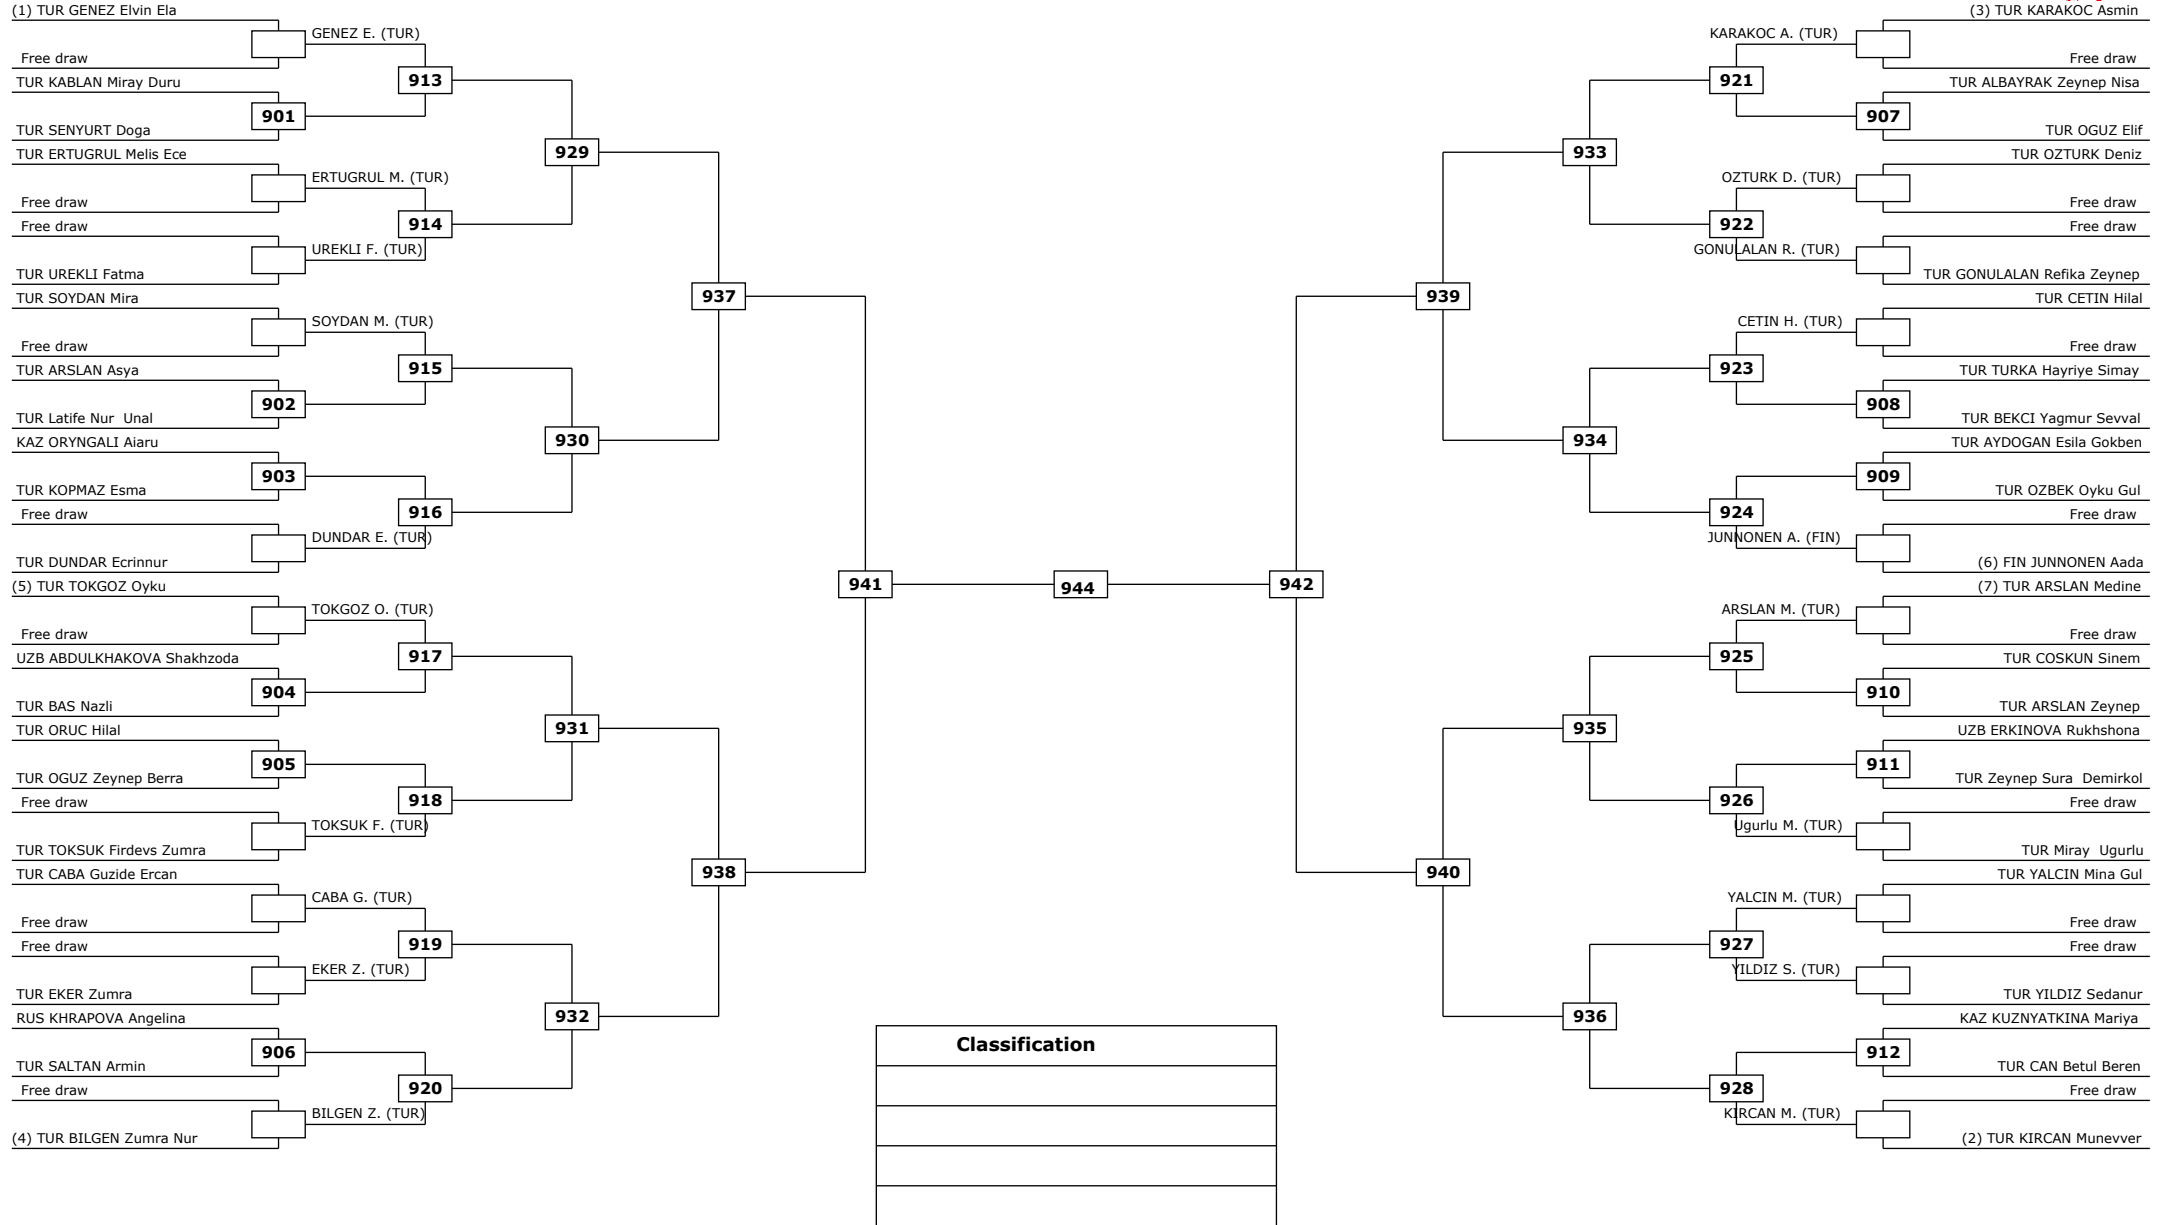 (1) TUR GENEZ Elvin Ela
GENEZ E. (TUR)
Free draw
913
TUR KABLAN Miray Duru
901
TUR SENYURT Doga
929
TUR ERTUGRUL Melis Ece
ERTUGRUL M. (TUR)
Free draw
914
Free draw
UREKLI F. (TUR)
TUR UREKLI Fatma
937
TUR SOYDAN Mira
SOYDAN M. (TUR)
Free draw
915
TUR ARSLAN Asya
902
TUR Latife Nur  Unal
930
KAZ ORYNGALI Aiaru
903
TUR KOPMAZ Esma
916
Free draw
DUNDAR E. (TUR)
TUR DUNDAR Ecrinnur
941
(5) TUR TOKGOZ Oyku
TOKGOZ O. (TUR)
Free draw
917
UZB ABDULKHAKOVA Shakhzoda
904
TUR BAS Nazli
931
TUR ORUC Hilal
905
TUR OGUZ Zeynep Berra
918
Free draw
TOKSUK F. (TUR)
TUR TOKSUK Firdevs Zumra
938
TUR CABA Guzide Ercan
CABA G. (TUR)
Free draw
919
Free draw
EKER Z. (TUR)
TUR EKER Zumra
932
RUS KHRAPOVA Angelina
906
TUR SALTAN Armin
920
Free draw
BILGEN Z. (TUR)
(4) TUR BILGEN Zumra Nur
944
(3) TUR KARAKOC Asmin
KARAKOC A. (TUR)
Free draw
921
TUR ALBAYRAK Zeynep Nisa
907
TUR OGUZ Elif
933
TUR OZTURK Deniz
OZTURK D. (TUR)
Free draw
922
Free draw
GONULALAN R. (TUR)
TUR GONULALAN Refika Zeynep
939
TUR CETIN Hilal
CETIN H. (TUR)
Free draw
923
TUR TURKA Hayriye Simay
908
TUR BEKCI Yagmur Sevval
934
TUR AYDOGAN Esila Gokben
909
TUR OZBEK Oyku Gul
924
Free draw
JUNNONEN A. (FIN)
(6) FIN JUNNONEN Aada
942
(7) TUR ARSLAN Medine
ARSLAN M. (TUR)
Free draw
925
TUR COSKUN Sinem
910
TUR ARSLAN Zeynep
935
UZB ERKINOVA Rukhshona
911
TUR Zeynep Sura  Demirkol
926
Free draw
Ugurlu M. (TUR)
TUR Miray  Ugurlu
940
TUR YALCIN Mina Gul
YALCIN M. (TUR)
Free draw
927
Free draw
YILDIZ S. (TUR)
TUR YILDIZ Sedanur
936
KAZ KUZNYATKINA Mariya
912
TUR CAN Betul Beren
928
Free draw
KIRCAN M. (TUR)
(2) TUR KIRCAN Munevver
Classification